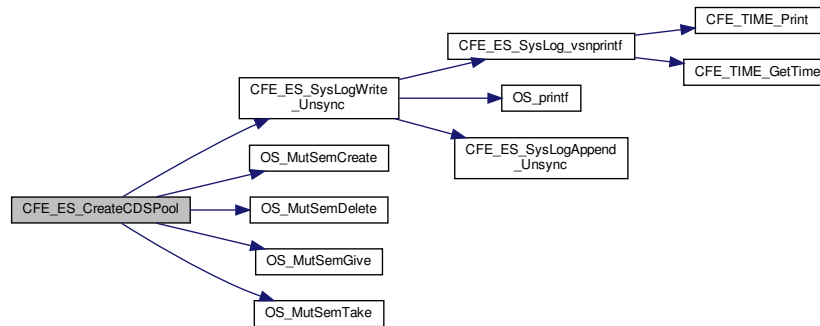 CFE_TIME_Print
CFE_ES_SysLog_vsnprintf
CFE_TIME_GetTime
CFE_ES_SysLogWrite
_Unsync
OS_printf
CFE_ES_SysLogAppend
_Unsync
OS_MutSemCreate
CFE_ES_CreateCDSPool
OS_MutSemDelete
OS_MutSemGive
OS_MutSemTake